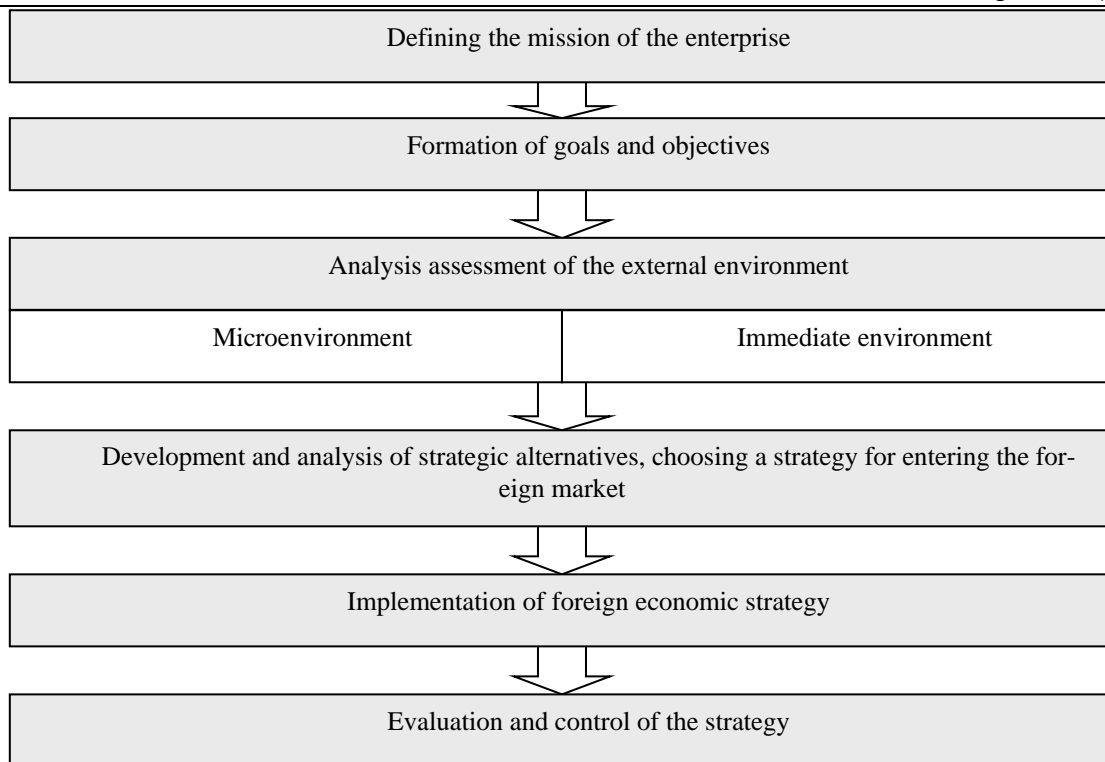 Defining the mission of the enterprise
Formation of goals and objectives
Analysis assessment of the external environment
Microenvironment
Immediate environment
Development and analysis of strategic alternatives, choosing a strategy for entering the for-
eign market
Implementation of foreign economic strategy
Evaluation and control of the strategy